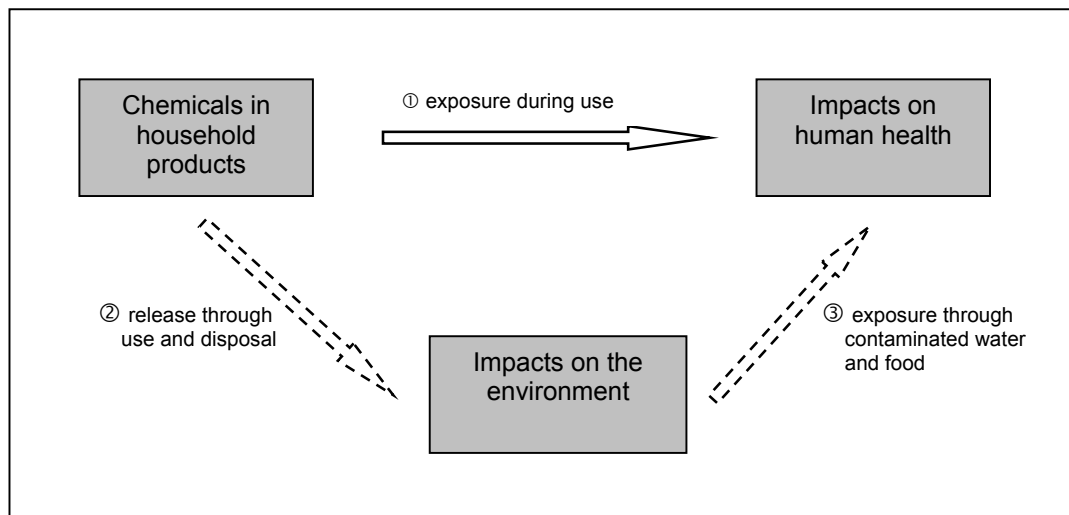 Chemicals in
household
products
① exposure during use
Impacts on
human health
② release through
use and disposal
Impacts on the
environment
③ exposure through
contaminated water
and food